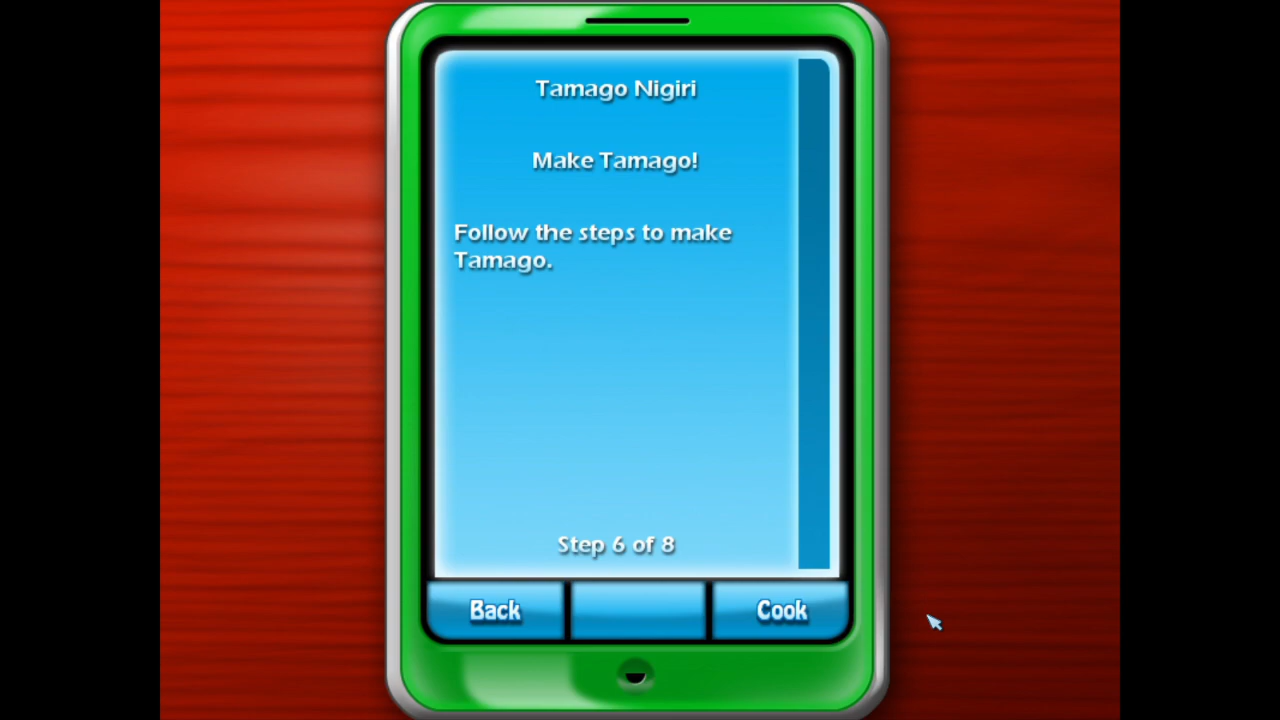 Tamago Nigiri
Make Tamago!
Follow the steps to make
Tamago.
Step 6 of 8
Back
Cook